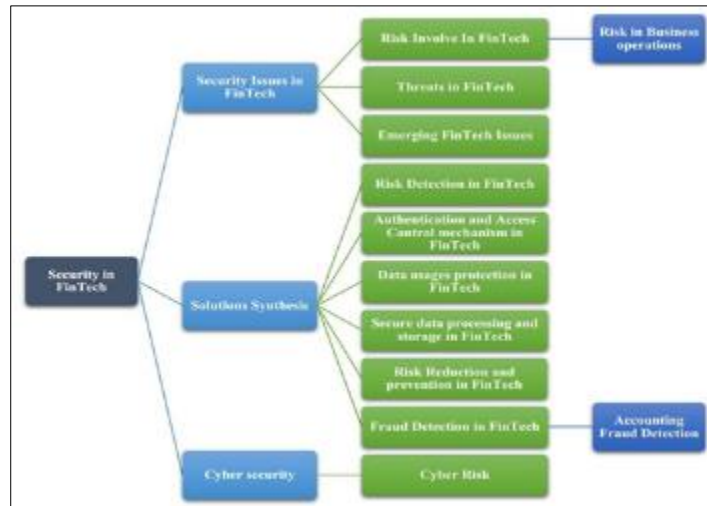 Risk Involve In FinTech
Risk in Business
operations
Security Issues in
FinTech
Threats in FinTech
Emerging FinTech Issues
Risk Detection in FinTech
Authentication and Access
Control mechanism in
FinTech
Security in
FinTech
Data usages protection in
FinTech
Solutions Synthesis
Secure data processing and
storage in FinTech
Risk Reduction and
prevention in FinTech
Fraud Detection in FinTech
Accounting
Fraud Detection
Cyber security
Cyber Risk